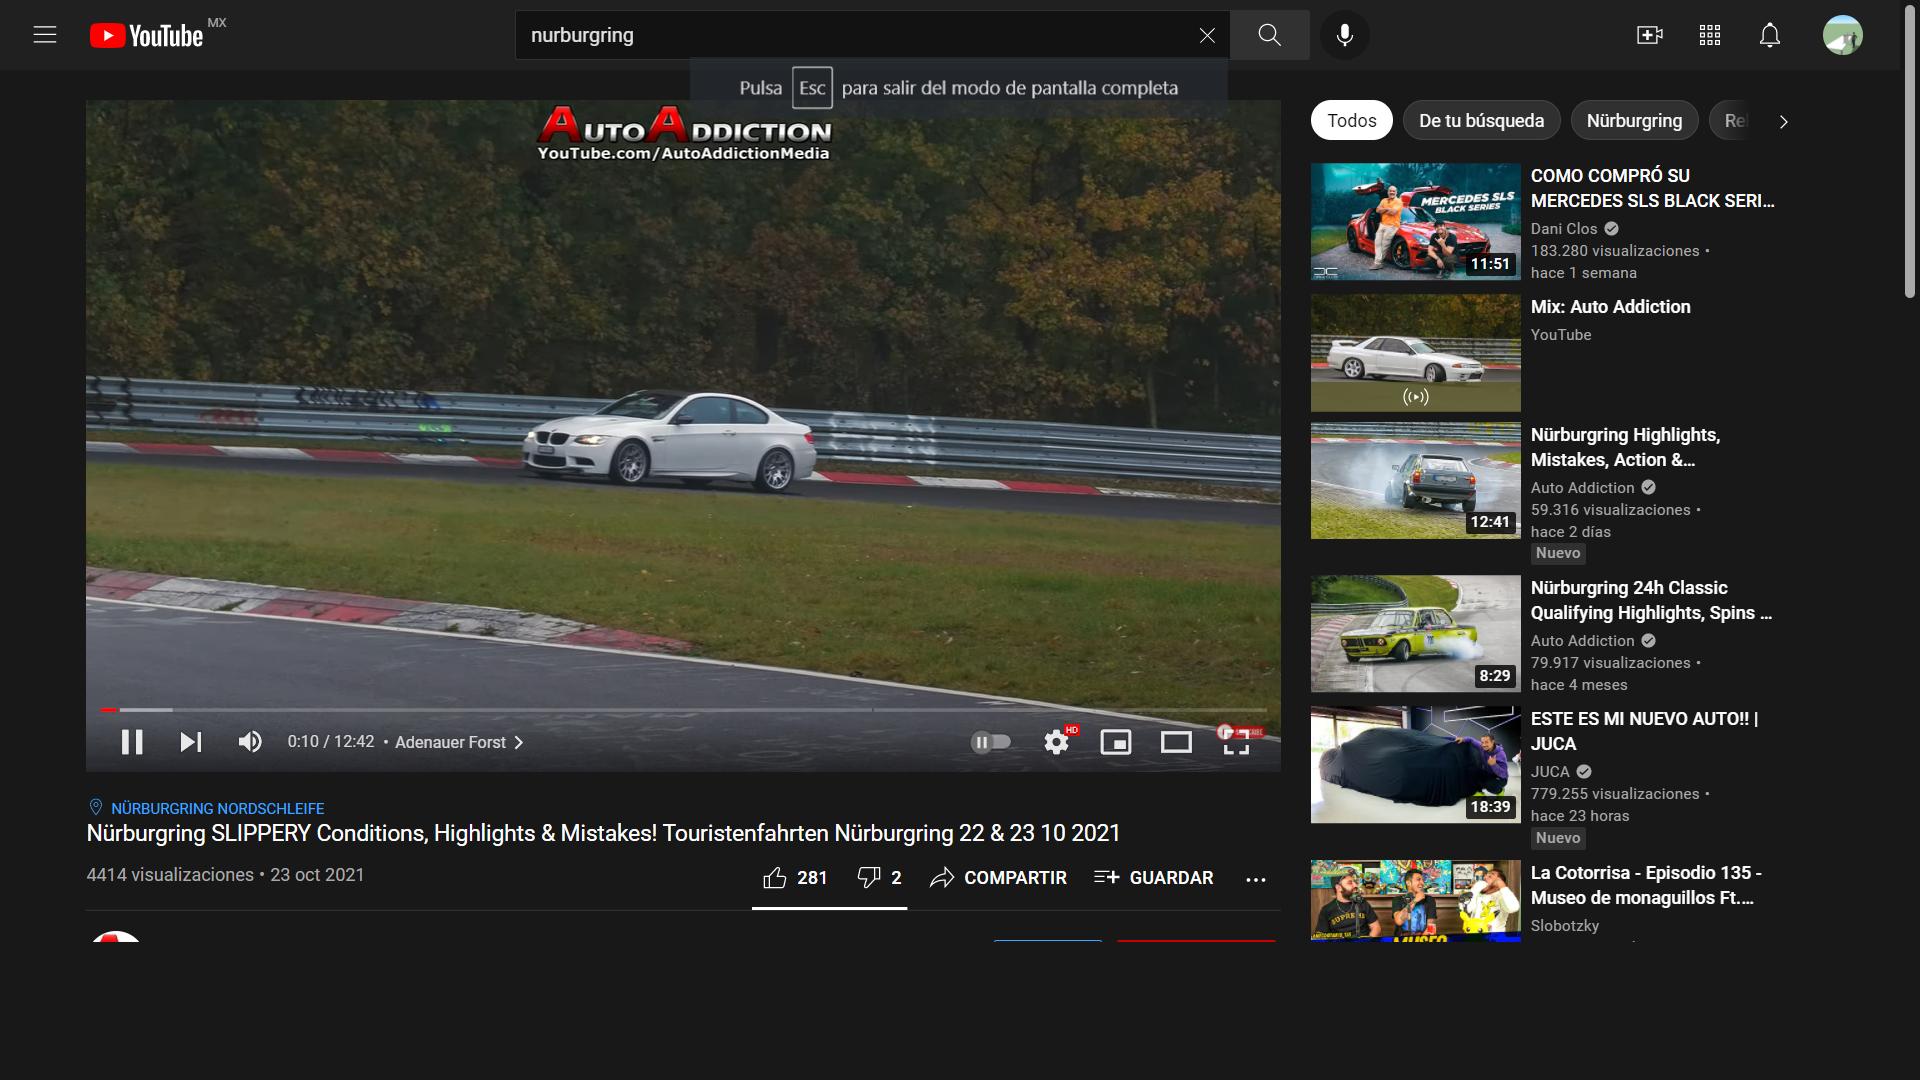 YouTube MX
nurburgring
Pulsa Esc para salir del modo de pantalla completa
AUTOADDICTION
YouTube.com/AutoAddictionMedia
0:10 / 12:42 • Adenauer Forst
HD
NÜRBURGRING NORDSCHLEIFE
Nürburgring SLIPPERY Conditions, Highlights & Mistakes! Touristenfahrten Nürburgring 22 & 23 10 2021
4414 visualizaciones • 23 oct 2021
281
2
COMPARTIR
GUARDAR
Todos
De tu búsqueda
Nürburgring
MERCEDES SLS
BLACK SERIES
11:51
COMO COMPRÓ SU
MERCEDES SLS BLACK SERI...
Dani Clos
183.280 visualizaciones •
hace 1 semana
Mix: Auto Addiction
YouTube
12:41
Nürburgring Highlights,
Mistakes, Action &...
Auto Addiction
59.316 visualizaciones •
hace 2 días
Nuevo
8:29
Nürburgring 24h Classic
Qualifying Highlights, Spins ...
Auto Addiction
79.917 visualizaciones •
hace 4 meses
18:39
ESTE ES MI NUEVO AUTO!! |
JUCA
JUCA
779.255 visualizaciones •
hace 23 horas
Nuevo
SUPREME
MUSEO
La Cotorrisa - Episodio 135 -
Museo de monaguillos Ft....
Slobotzky